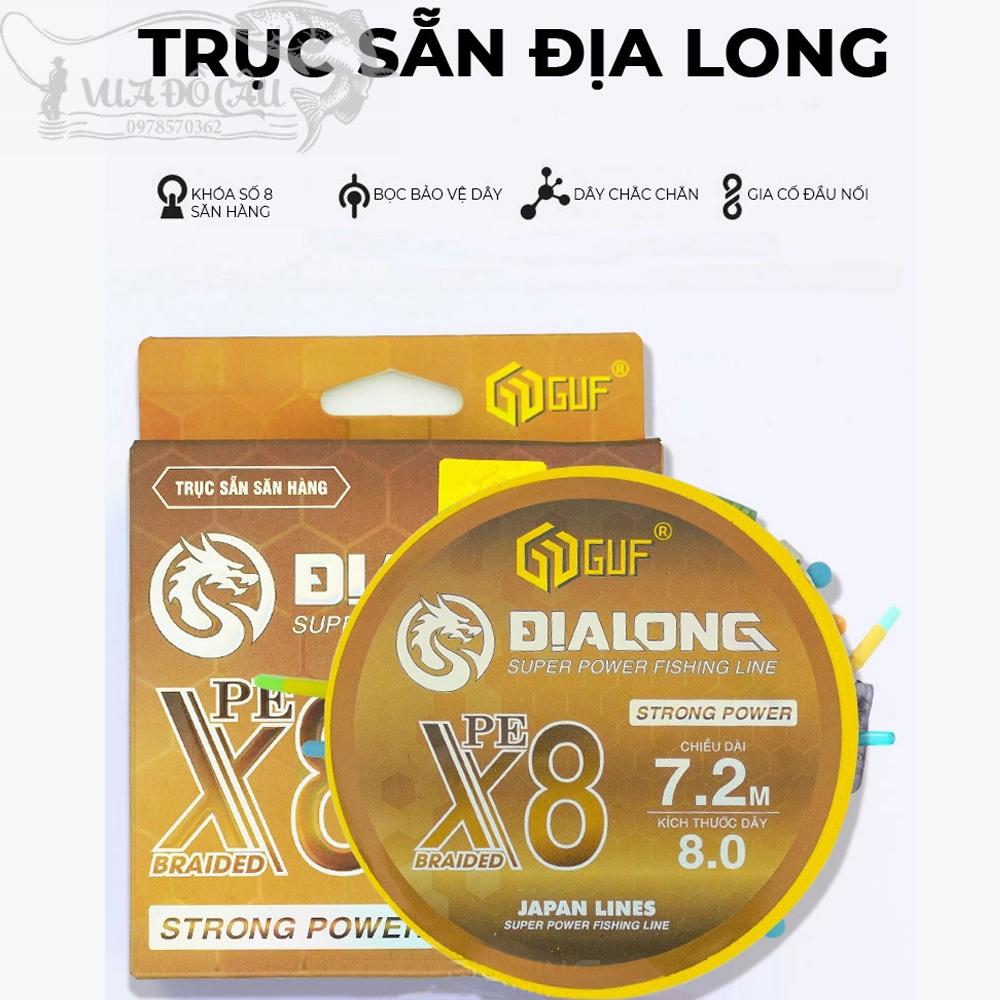 TRỤC SẴN ĐỊA LONG
VUA ĐỒ CÂU
0978570362
KHÓA SỐ 8
SĂN HÀNG
BỌC BẢO VỆ DÂY
DÂY CHẮC CHẮN
GIA CỐ ĐẦU NỐI
GUF®
TRỤC SẴN SĂN HÀNG
PE
X8
BRAIDED
STRONG POWER
GUF®
ĐỊALONG
SUPER POWER FISHING LINE
STRONG POWER
PE
X8
BRAIDED
CHIỀU DÀI
7.2M
KÍCH THƯỚC DÂY
8.0
JAPAN LINES
SUPER POWER FISHING LINE